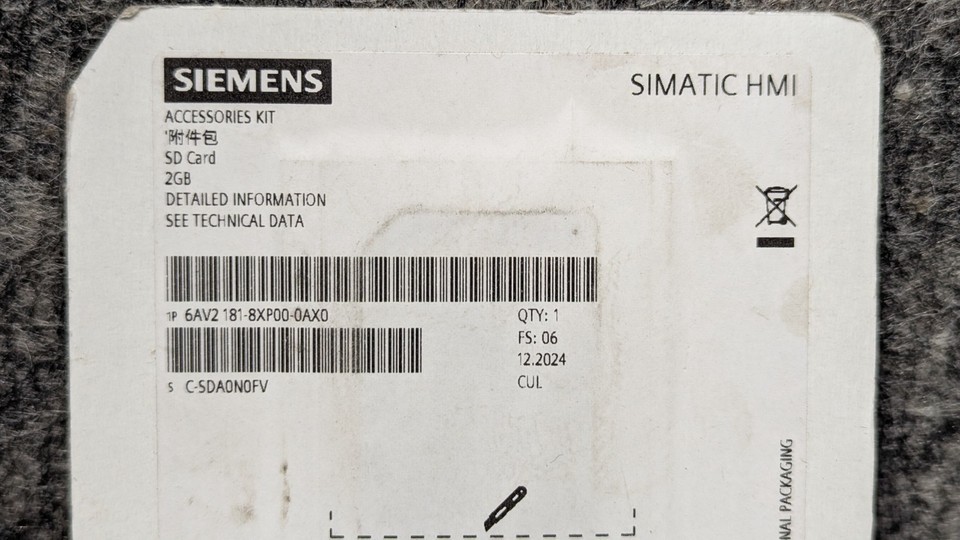 SIEMENS
SIMATIC HMI
ACCESSORIES KIT
附件包
SD Card
2GB
DETAILED INFORMATION
SEE TECHNICAL DATA
1P 6AV2 181-8XP00-0AX0
QTY: 1
FS: 06
12.2024
S C-SDA0N0FV
CUL
PACKAGING